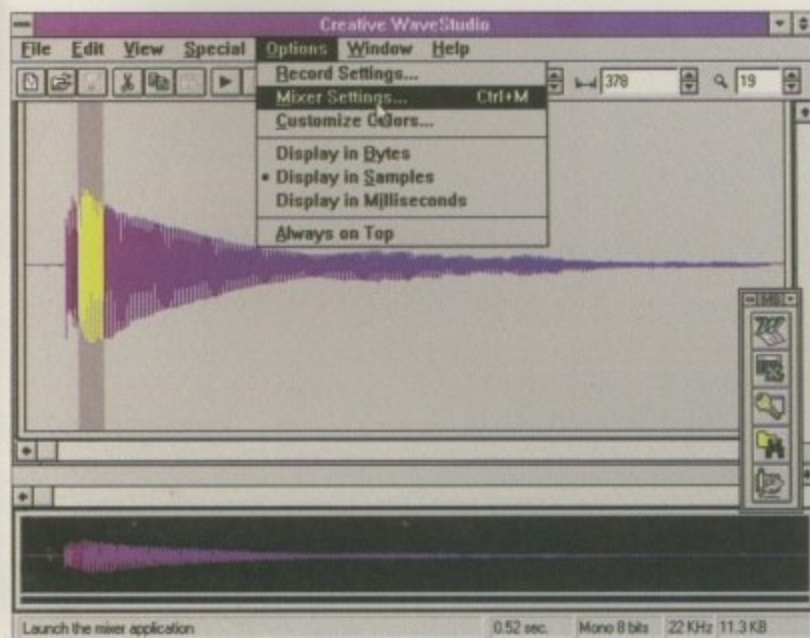 Creative WaveStudio
File Edit View Special Options Window Help
378 19
Record Settings...
Mixer Settings... Ctrl+M
Customize Colors...
Display in Bytes
• Display in Samples
Display in Milliseconds
Always on Top
Launch the mixer application 0.52 sec. Mono 8 bits 22 KHz 11.3 KB